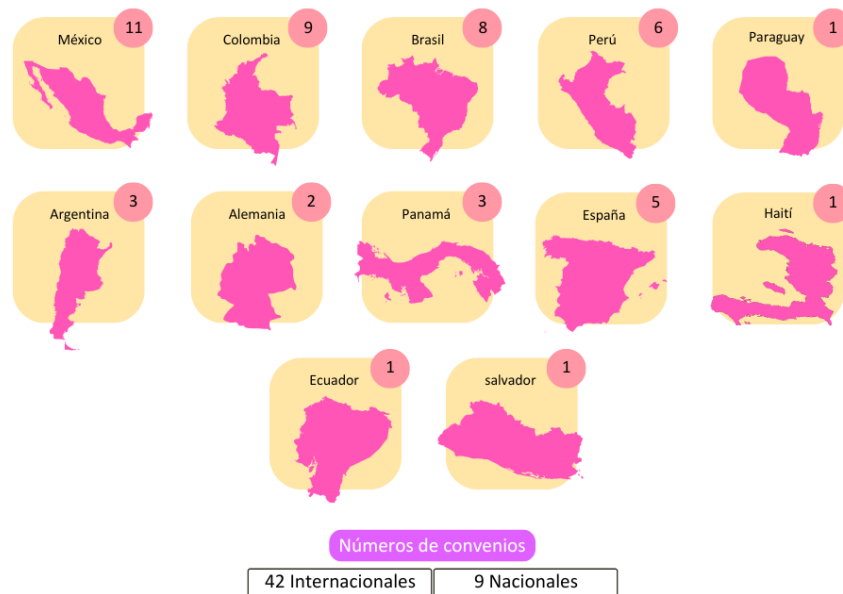 México 11
Colombia 9
Brasil 8
Perú 6
Paraguay 1
Argentina 3
Alemania 2
Panamá 3
España 5
Haití 1
Ecuador 1
salvador 1
Números de convenios
42 Internacionales 9 Nacionales